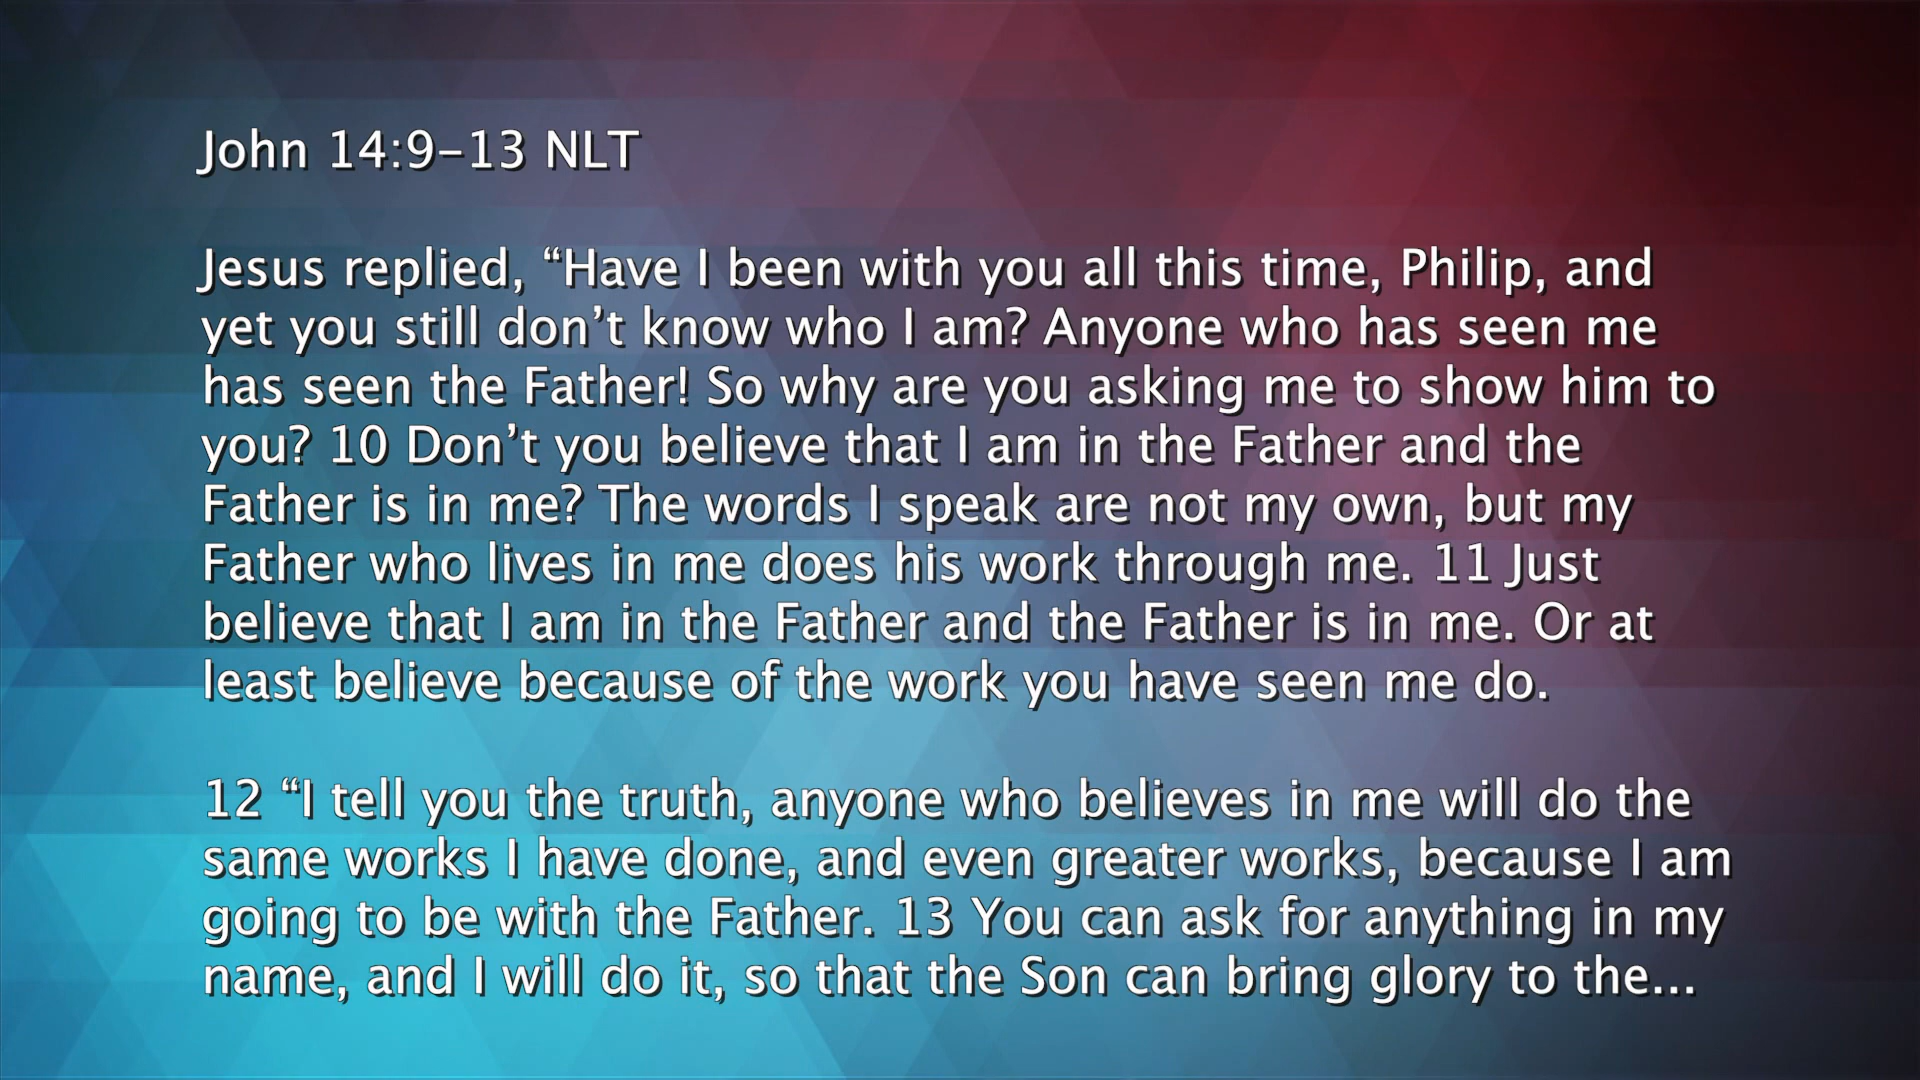 John 14:9-13 NLT
Jesus replied, “Have I been with you all this time, Philip, and
yet you still don’t know who I am? Anyone who has seen me
has seen the Father! So why are you asking me to show him to
you? 10 Don’t you believe that I am in the Father and the
Father is in me? The words I speak are not my own, but my
Father who lives in me does his work through me. 11 Just
believe that I am in the Father and the Father is in me. Or at
least believe because of the work you have seen me do.
12 “I tell you the truth, anyone who believes in me will do the
same works I have done, and even greater works, because I am
going to be with the Father. 13 You can ask for anything in my
name, and I will do it, so that the Son can bring glory to the...